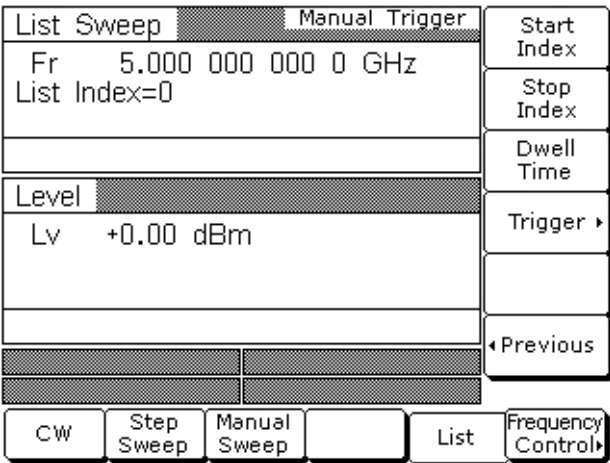 List Sweep
Manual Trigger
Fr 5.000 000 000 0 GHz
List Index=0
Level
Lv +0.00 dBm
Start
Index
Stop
Index
Dwell
Time
Trigger
Previous
CW
Step
Sweep
Manual
Sweep
List
Frequency
Control